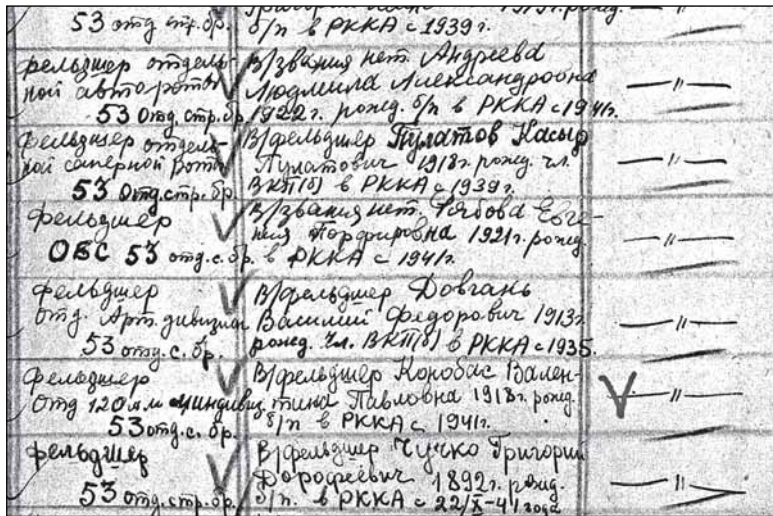 53 отд. стр. бр.
б/п в РККА с 1939 г.
фельдшер отдель-
ной автороты
53 отд. стр. бр.
В/звания нет. Андреева
Людмила Александровна
1922 г. рожд. б/п в РККА с 1941 г.
— " —
фельдшер отдель-
ной саперной роты
53 отд. стр. бр.
В/фельдшер Пулатов Касыр
Пулатович 1918 г. рожд. чл.
ВКП(б) в РККА с 1939 г.
— " —
фельдшер
ОБС 53 отд. с. бр.
В/звания нет. Рябова Евге-
ния Порфировна 1921 г. рожд.
в РККА с 1941 г.
— " —
фельдшер
отд. Арт. дивизион
53 отд. с. бр.
В/фельдшер Довгань
Василий Федорович 1913 г.
рожд. чл. ВКП(б) в РККА с 1935.
— " —
фельдшер
отд 120 м.м миндивиз
53 отд. с. бр.
В/фельдшер Коробас Вален-
тина Павловна 1918 г. рожд.
б/п в РККА с 1941 г.
— " —
фельдшер
53 отд. стр. бр.
В/фельдшер Чучко Григорий
Дорофеевич 1892 г. рожд.
б/п. в РККА с 22/X-41 года
— " —